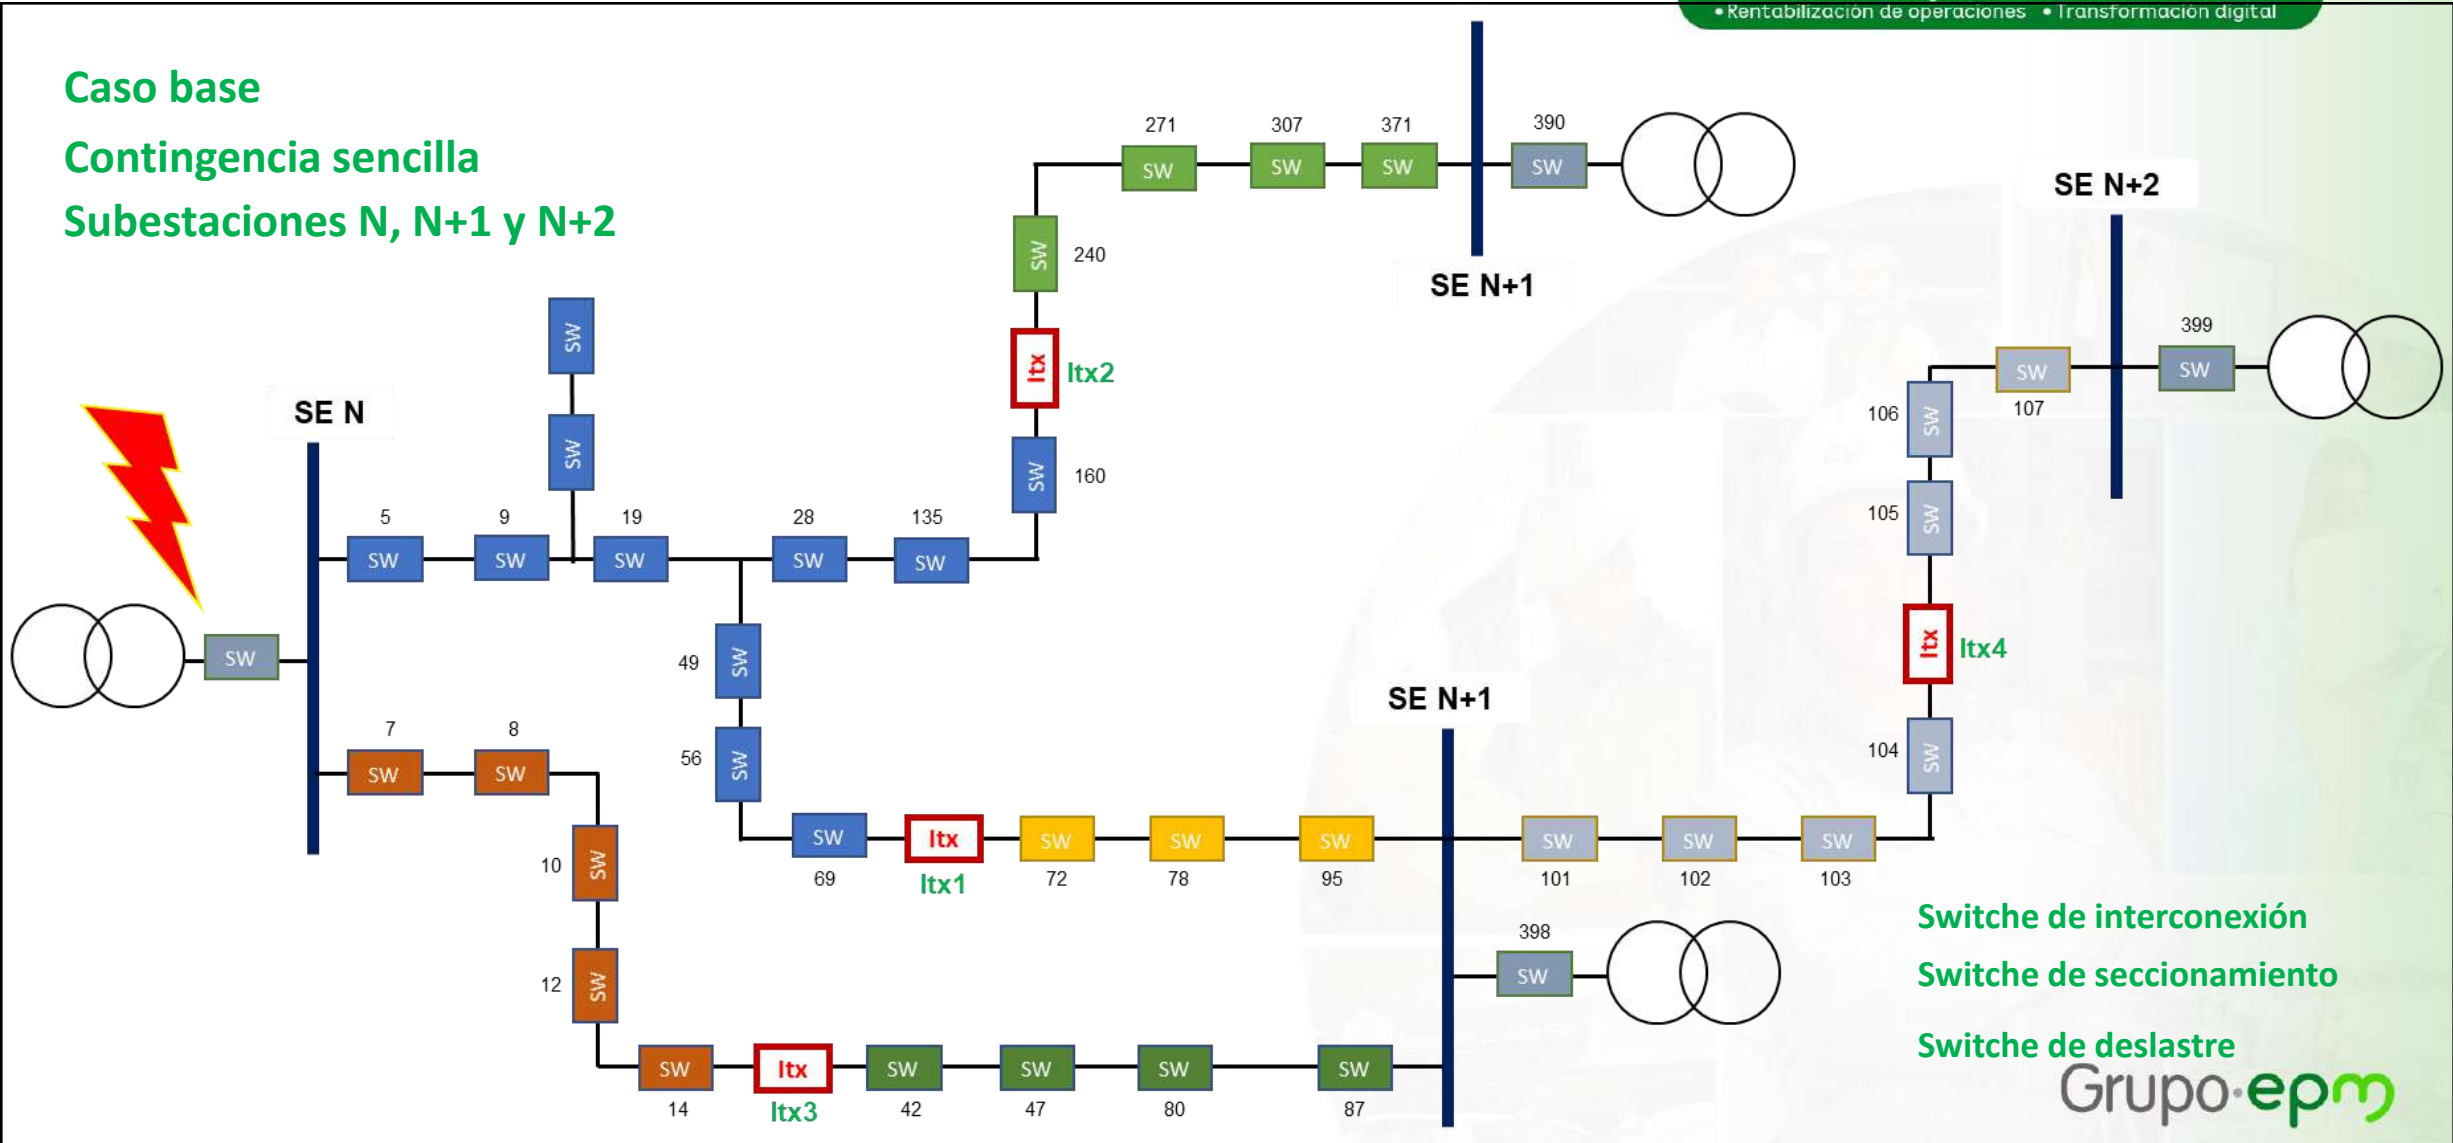 • Rentabilización de operaciones • Transformación digital
Caso base
Contingencia sencilla
Subestaciones N, N+1 y N+2
271 307 371 390
SW SW SW SW
SE N+2
SW 240
SE N+1
SW
399
Itx Itx2
SW SW
107
106 SW
SE N
SW
SW 160
105 SW
5 9 19 28 135
SW SW SW SW SW
Itx Itx4
SW
49 SW
SE N+1
7 8
SW SW
56 SW
104 SW
SW Itx SW SW SW SW SW SW
69 Itx1 72 78 95 101 102 103
10 SW
Switche de interconexión
398
SW
Switche de seccionamiento
12 SW
Switche de deslastre
SW Itx SW SW SW SW
14 Itx3 42 47 80 87
Grupo·epm